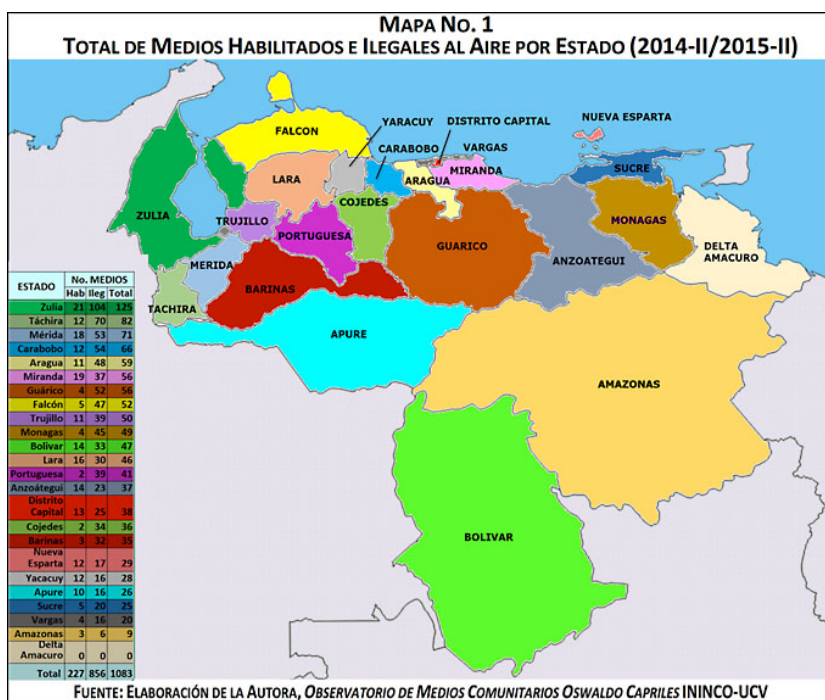 MAPA NO. 1
TOTAL DE MEDIOS HABILITADOS E ILEGALES AL AIRE POR ESTADO (2014-II/2015-II)
NUEVA ESPARTA
DISTRITO CAPITAL
YARACUY
VARGAS
CARABOBO
FALCON
MIRANDA
ARAGUA
SUCRE
LARA
COJEDES
ZULIA
TRUJILLO
MONAGAS
PORTUGUESA
GUARICO
DELTA
AMACURO
ANZOATEGUI
MERIDA
BARINAS
TACHIRA
APURE
AMAZONAS
BOLIVAR
ESTADO No. MEDIOS
Hab Ileg Total
Zulia 21 104 125
Táchira 12 70 82
Mérida 18 53 71
Carabobo 12 54 66
Aragua 11 48 59
Miranda 19 37 56
Guárico 4 52 56
Falcón 5 47 52
Trujillo 11 39 50
Monagas 4 45 49
Bolivar 14 33 47
Lara 16 30 46
Portuguesa 2 39 41
Anzoátegui 14 23 37
Distrito
Capital 13 25 38
Cojedes 2 34 36
Barinas 3 32 35
Nueva
Esparta 12 17 29
Yacacuy 12 16 28
Apure 10 16 26
Sucre 5 20 25
Vargas 4 16 20
Amazonas 3 6 9
Delta
Amacuro 0 0 0
Total 227 856 1083
FUENTE: ELABORACIÓN DE LA AUTORA, OBSERVATORIO DE MEDIOS COMUNITARIOS OSWALDO CAPRILES ININCO-UCV